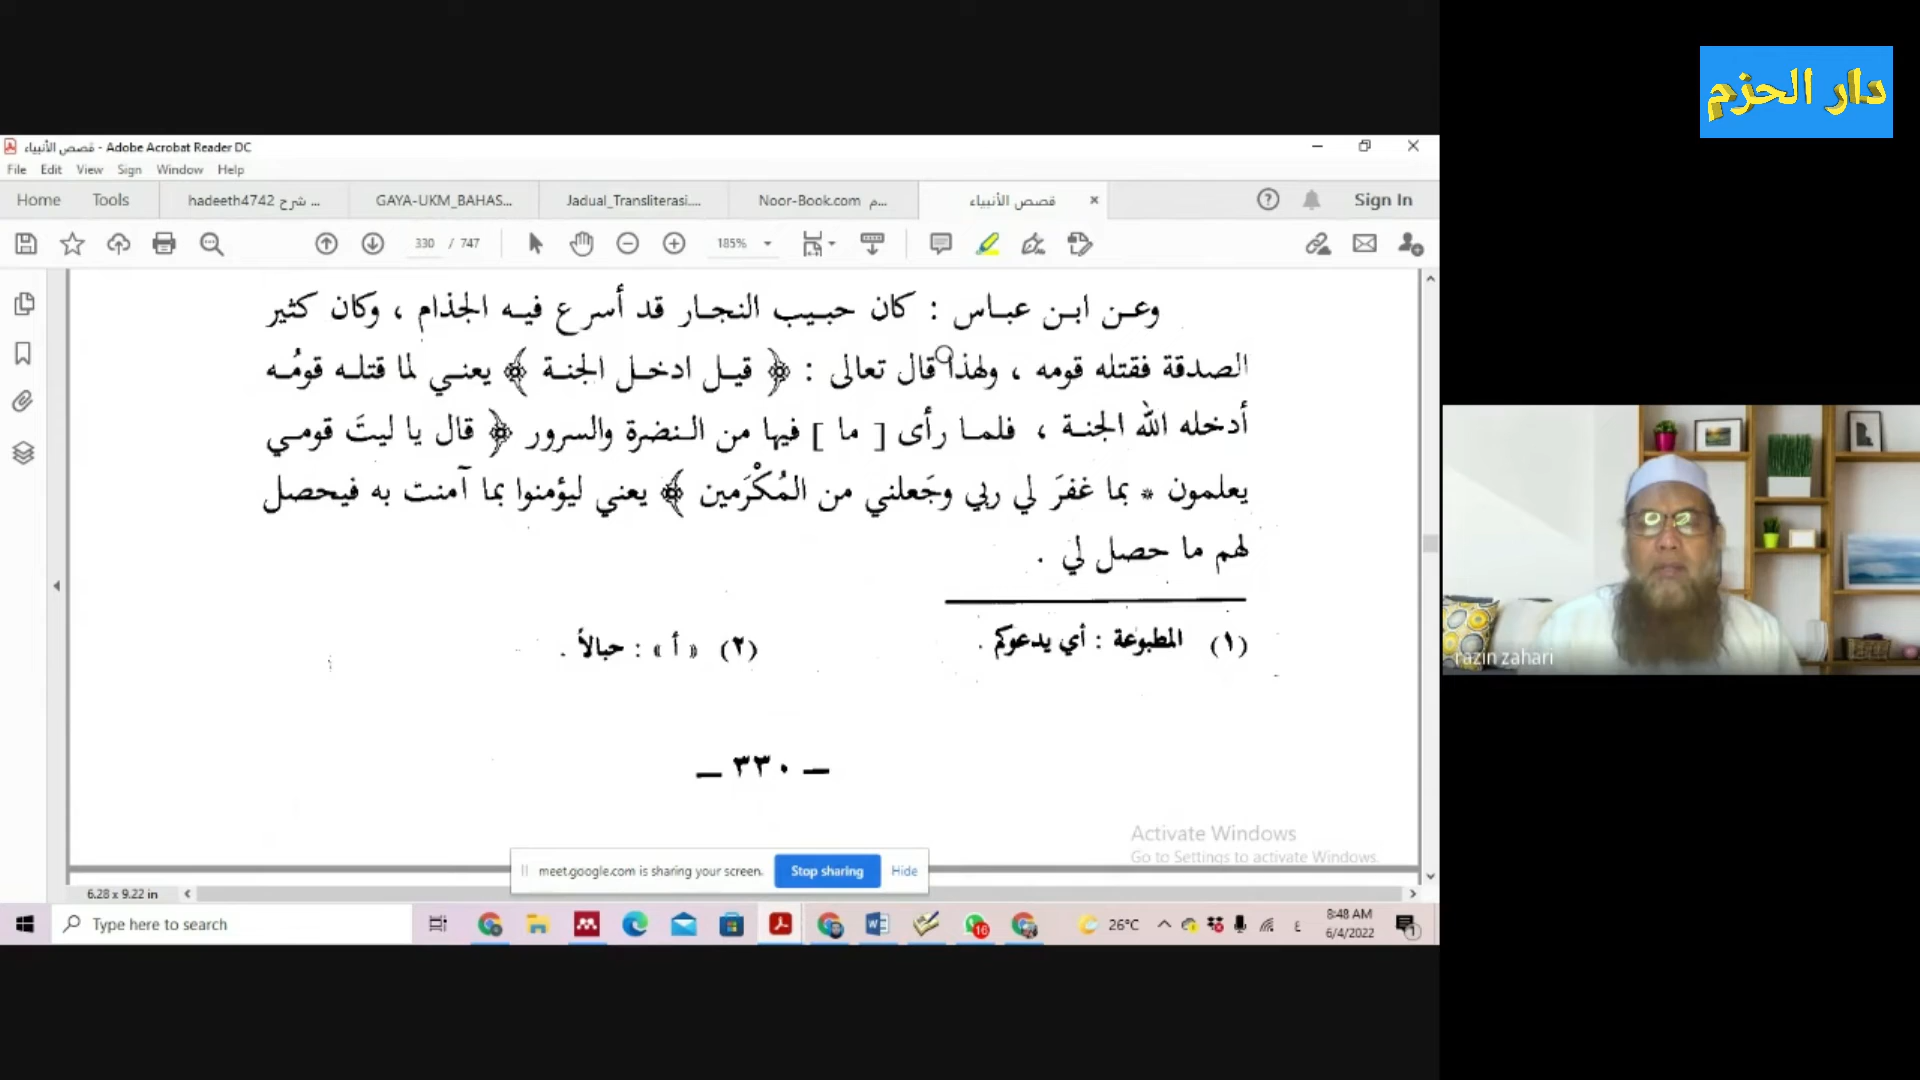 دار الحزم
قصص الأنبياء - Adobe Acrobat Reader DC
File Edit View Sign Window Help
Home Tools hadeeth4742 شرح ... GAYA-UKM_BAHAS... Jadual_Transliterasi.... Noor-Book.com م... قصص الأنبياء Sign In
330 / 747 185%
وعن ابن عباس : كان حبيب النجار قد أسرع فيه الجذام ، وكان كثير
الصدقة فقتله قومه ، ولهذا قال تعالى : ﴿ قيل ادخل الجنة ﴾ يعني لما قتله قومُه
أدخله الله الجنة ، فلما رأى [ ما ] فيها من النضرة والسرور ﴿ قال يا ليتَ قومي
يعلمون * بما غفرَ لي ربي وجَعلني من المُكْرَمين ﴾ يعني ليؤمنوا بما آمنت به فيحصل
لهم ما حصل لي .
(١) المطبوعة : أي يدعوكم . (٢) « أ » : حبالاً .
— ٣٣٠ —
Activate Windows
Go to Settings to activate Windows.
meet.google.com is sharing your screen. Stop sharing Hide
6.28 x 9.22 in
Type here to search
16
26°C
ع
8:48 AM
6/4/2022
1
razin zahari